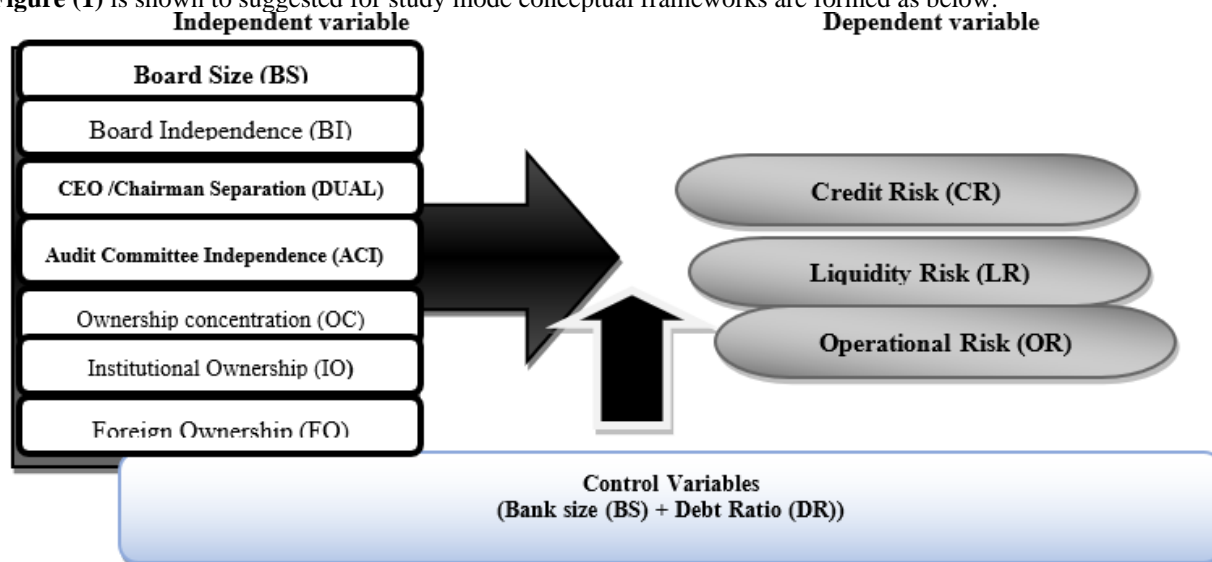 Figure (1) is shown to suggested for study mode conceptual frameworks are formed as below.
Independent variable
Dependent variable
Board Size (BS)
Board Independence (BI)
CEO /Chairman Separation (DUAL)
Audit Committee Independence (ACI)
Ownership concentration (OC)
Institutional Ownership (IO)
Foreign Ownership (FO)
Credit Risk (CR)
Liquidity Risk (LR)
Operational Risk (OR)
Control Variables
(Bank size (BS) + Debt Ratio (DR))